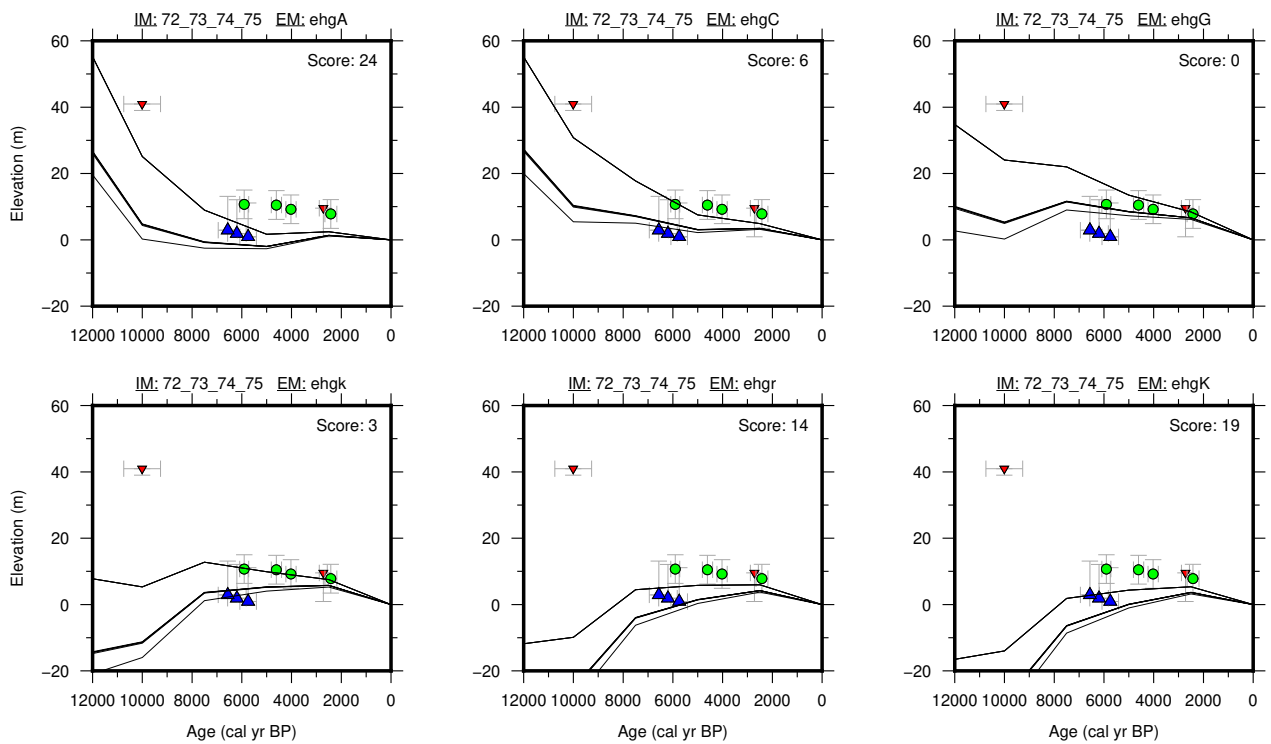 IM: 72_73_74_75 EM: ehgA
IM: 72_73_74_75 EM: ehgC
IM: 72_73_74_75 EM: ehgG
Score: 24
Score: 6
Score: 0
Elevation (m)
60
40
20
0
−20
60
40
20
0
−20
60
40
20
0
−20
12000 10000 8000 6000 4000 2000 0
12000 10000 8000 6000 4000 2000 0
12000 10000 8000 6000 4000 2000 0
IM: 72_73_74_75 EM: ehgk
IM: 72_73_74_75 EM: ehgr
IM: 72_73_74_75 EM: ehgK
Score: 3
Score: 14
Score: 19
Elevation (m)
60
40
20
0
−20
60
40
20
0
−20
60
40
20
0
−20
12000 10000 8000 6000 4000 2000 0
12000 10000 8000 6000 4000 2000 0
12000 10000 8000 6000 4000 2000 0
Age (cal yr BP)
Age (cal yr BP)
Age (cal yr BP)